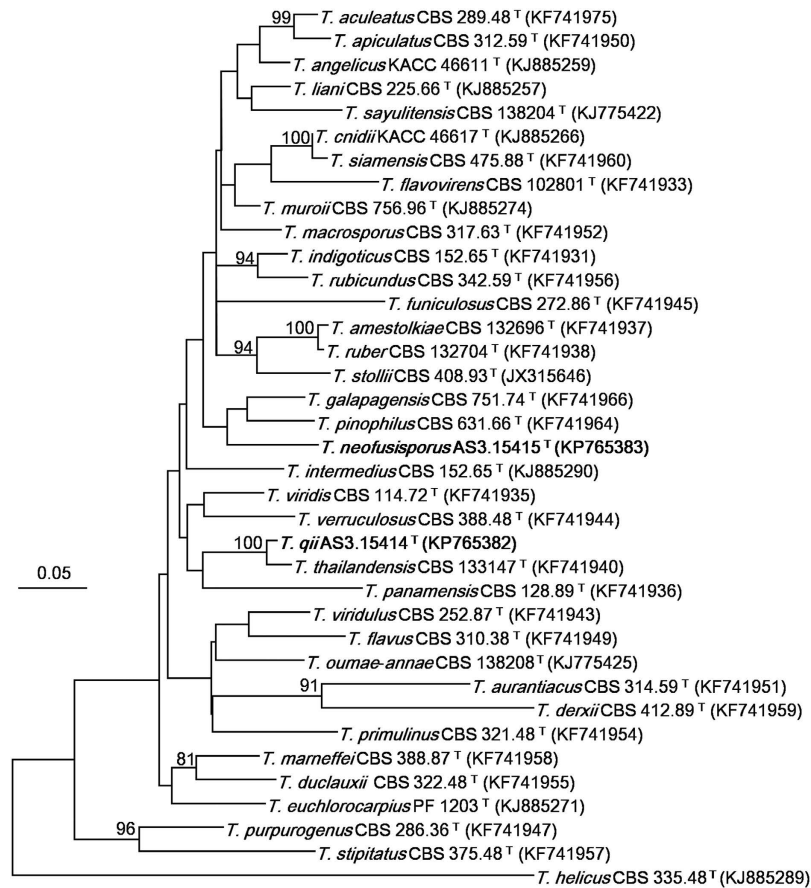 99
T. aculeatus CBS 289.48 ᵀ (KF741975)
T. apiculatus CBS 312.59 ᵀ (KF741950)
T. angelicus KACC 46611 ᵀ (KJ885259)
T. liani CBS 225.66 ᵀ (KJ885257)
T. sayulitensis CBS 138204 ᵀ (KJ775422)
100
T. cnidii KACC 46617 ᵀ (KJ885266)
T. siamensis CBS 475.88 ᵀ (KF741960)
T. flavovirens CBS 102801 ᵀ (KF741933)
T. muroii CBS 756.96 ᵀ (KJ885274)
T. macrosporus CBS 317.63 ᵀ (KF741952)
94
T. indigoticus CBS 152.65 ᵀ (KF741931)
T. rubicundus CBS 342.59 ᵀ (KF741956)
T. funiculosus CBS 272.86 ᵀ (KF741945)
100
T. amestolkiae CBS 132696 ᵀ (KF741937)
94
T. ruber CBS 132704 ᵀ (KF741938)
T. stollii CBS 408.93 ᵀ (JX315646)
T. galapagensis CBS 751.74 ᵀ (KF741966)
T. pinophilus CBS 631.66 ᵀ (KF741964)
T. neofusisporus AS3.15415 ᵀ (KP765383)
T. intermedius CBS 152.65 ᵀ (KJ885290)
T. viridis CBS 114.72 ᵀ (KF741935)
T. verruculosus CBS 388.48 ᵀ (KF741944)
100
T. qii AS3.15414 ᵀ (KP765382)
T. thailandensis CBS 133147 ᵀ (KF741940)
0.05
T. panamensis CBS 128.89 ᵀ (KF741936)
T. viridulus CBS 252.87 ᵀ (KF741943)
T. flavus CBS 310.38 ᵀ (KF741949)
T. oumae-annae CBS 138208 ᵀ (KJ775425)
91
T. aurantiacus CBS 314.59 ᵀ (KF741951)
T. derxii CBS 412.89 ᵀ (KF741959)
T. primulinus CBS 321.48 ᵀ (KF741954)
81
T. marneffei CBS 388.87 ᵀ (KF741958)
T. duclauxii CBS 322.48 ᵀ (KF741955)
T. euchlorocarpius PF 1203 ᵀ (KJ885271)
96
T. purpurogenus CBS 286.36 ᵀ (KF741947)
T. stipitatus CBS 375.48 ᵀ (KF741957)
T. helicus CBS 335.48 ᵀ (KJ885289)